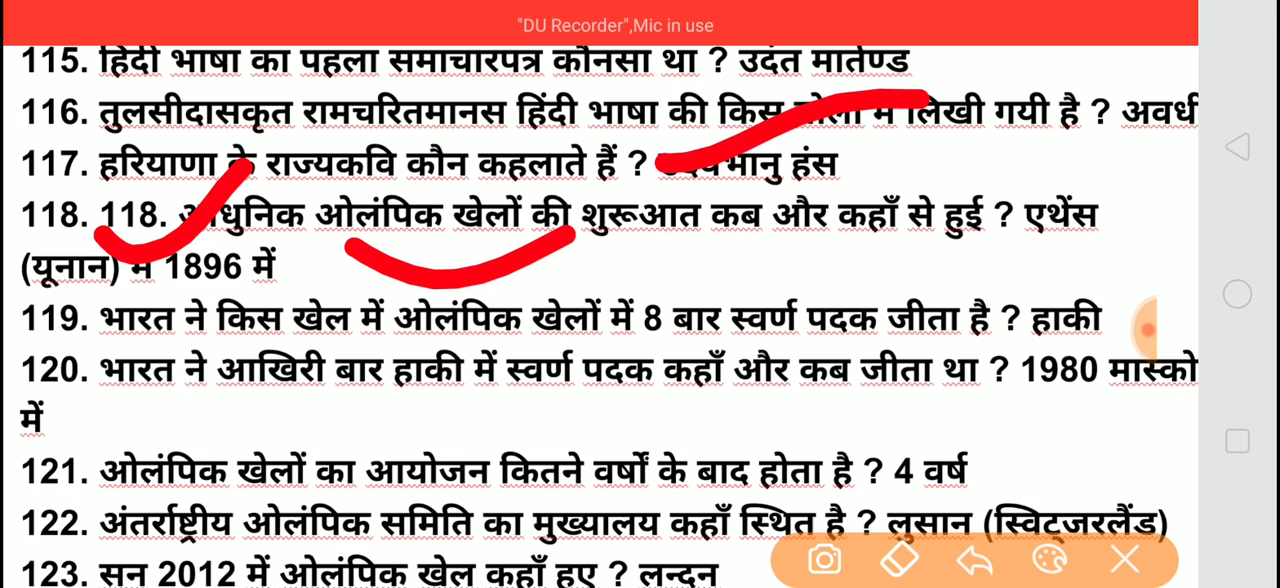 "DU Recorder",Mic in use
115. हिंदी भाषा का पहला समाचारपत्र कौनसा था ? उदंत मार्तण्ड
116. तुलसीदासकृत रामचरितमानस हिंदी भाषा की किस में लिखी गयी है ? अवधी
117. हरियाणा के राज्यकवि कौन कहलाते हैं ? उदयभानु हंस
118. 118. आधुनिक ओलंपिक खेलों की शुरूआत कब और कहाँ से हुई ? एथेंस
(यूनान) में 1896 में
119. भारत ने किस खेल में ओलंपिक खेलों में 8 बार स्वर्ण पदक जीता है ? हाकी
120. भारत ने आखिरी बार हाकी में स्वर्ण पदक कहाँ और कब जीता था ? 1980 मास्को
में
121. ओलंपिक खेलों का आयोजन कितने वर्षों के बाद होता है ? 4 वर्ष
122. अंतर्राष्ट्रीय ओलंपिक समिति का मुख्यालय कहाँ स्थित है ? लुसान (स्विट्जरलैंड)
123. सन 2012 में ओलंपिक खेल कहाँ हुए ? लन्दन